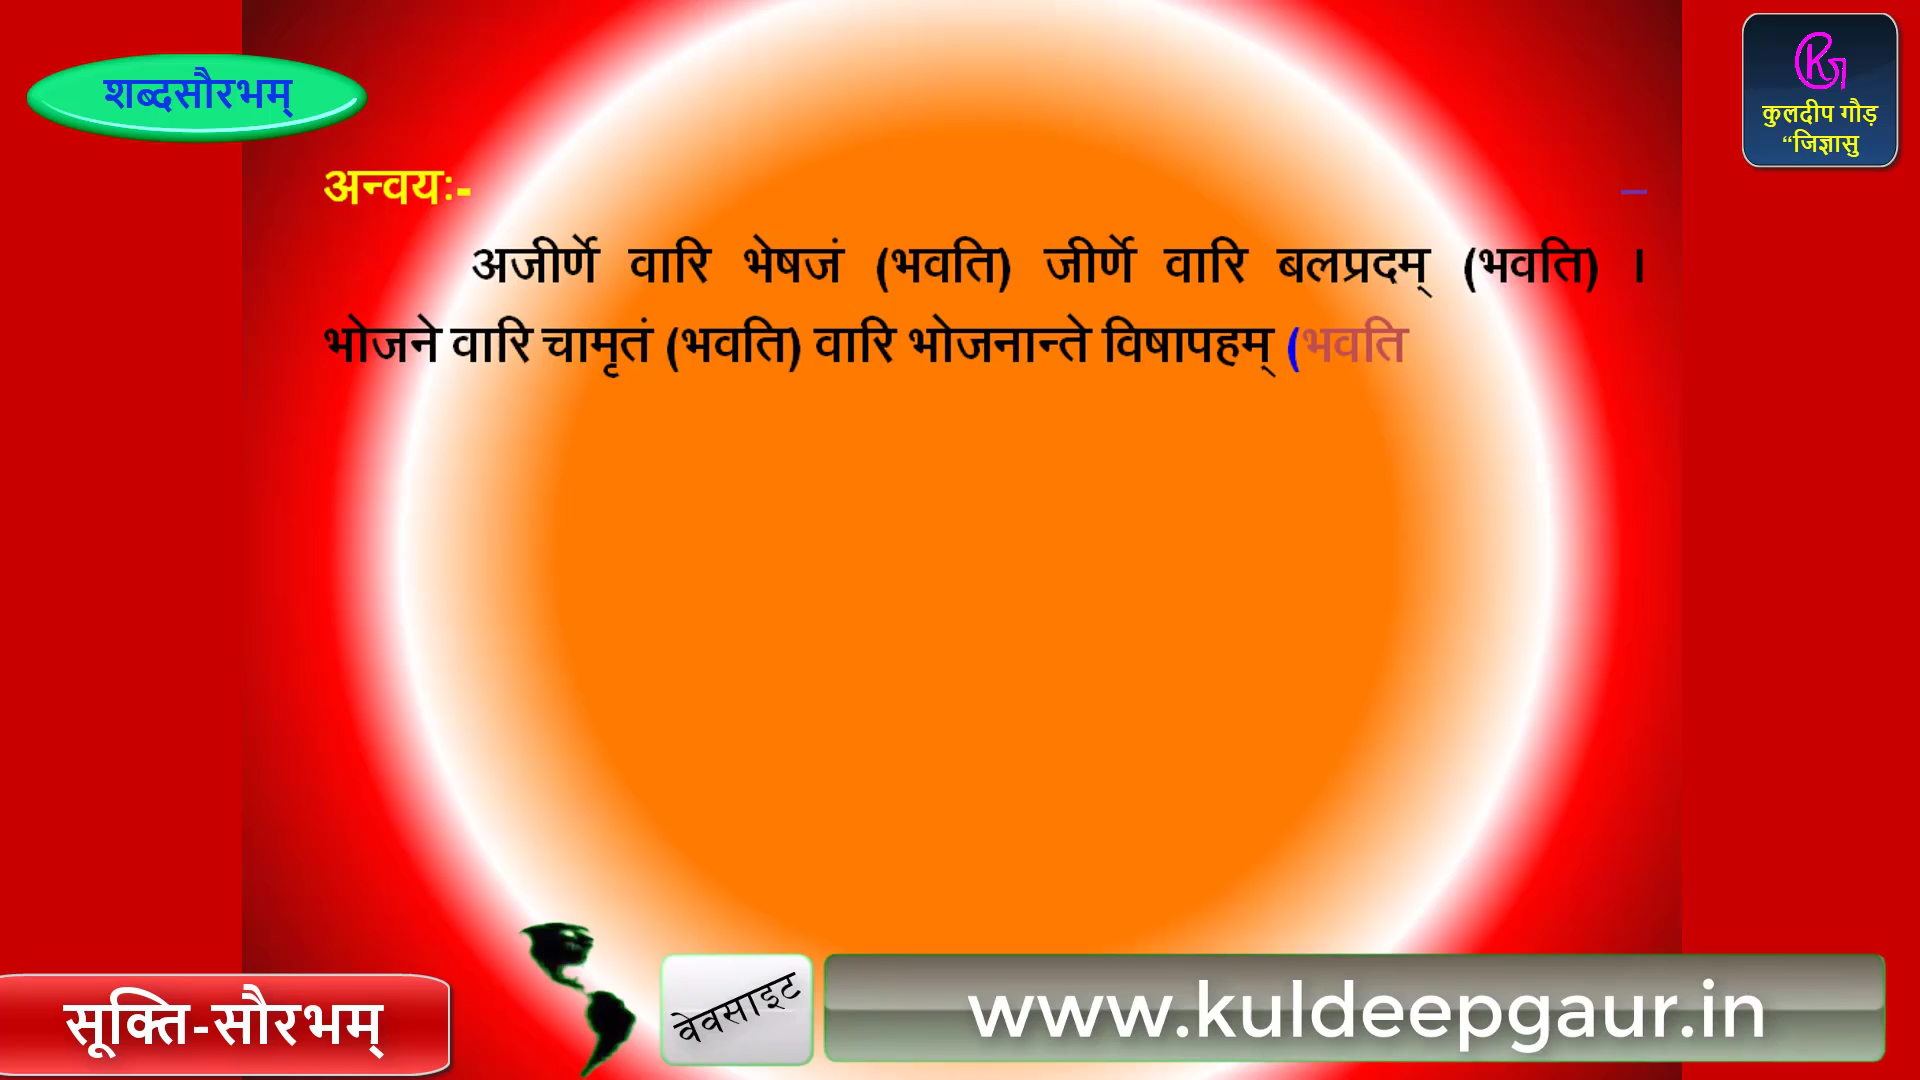 शब्दसौरभम्
कुलदीप गौड़
“जिज्ञासु
अन्वयः- –
अजीर्णे वारि भेषजं (भवति) जीर्णे वारि बलप्रदम् (भवति) ।
भोजने वारि चामृतं (भवति) वारि भोजनान्ते विषापहम् (भवति
सूक्ति-सौरभम्
वेवसाइट
www.kuldeepgaur.in